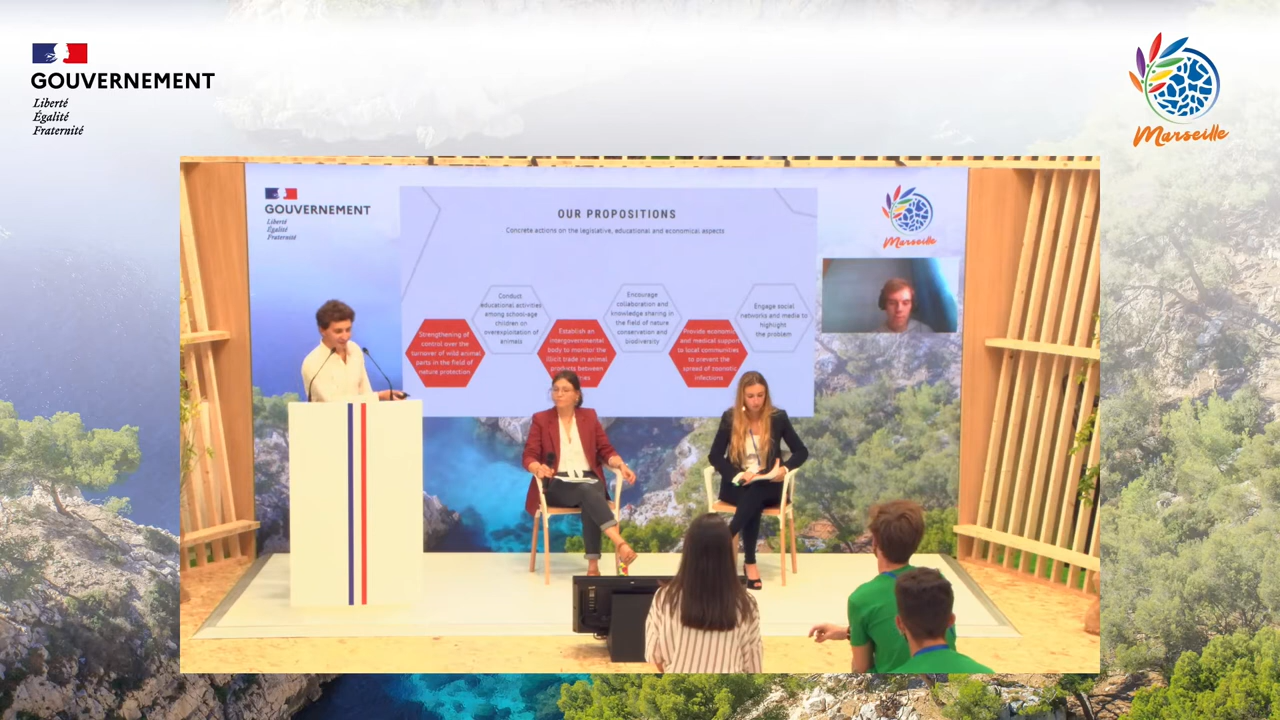 GOUVERNEMENT
Liberté
Égalité
Fraternité
Marseille
GOUVERNEMENT
Liberté
Égalité
Fraternité
Marseille
OUR PROPOSITIONS
Concrete actions on the legislative, educational and economical aspects
Strengthening of
control over the
turnover of wild animal
parts in the field of
nature protection
Conduct
educational activities
among school-age
children on
overexploitation of
animals
Establish an
intergovernmental
body to monitor the
illicit trade in animal
products between
Encourage
collaboration and
knowledge sharing in
the field of nature
conservation and
biodiversity
Provide economic
and medical support
to local communities
to prevent the
spread of zoonotic
infections
Engage social
networks and media to
highlight
the problem